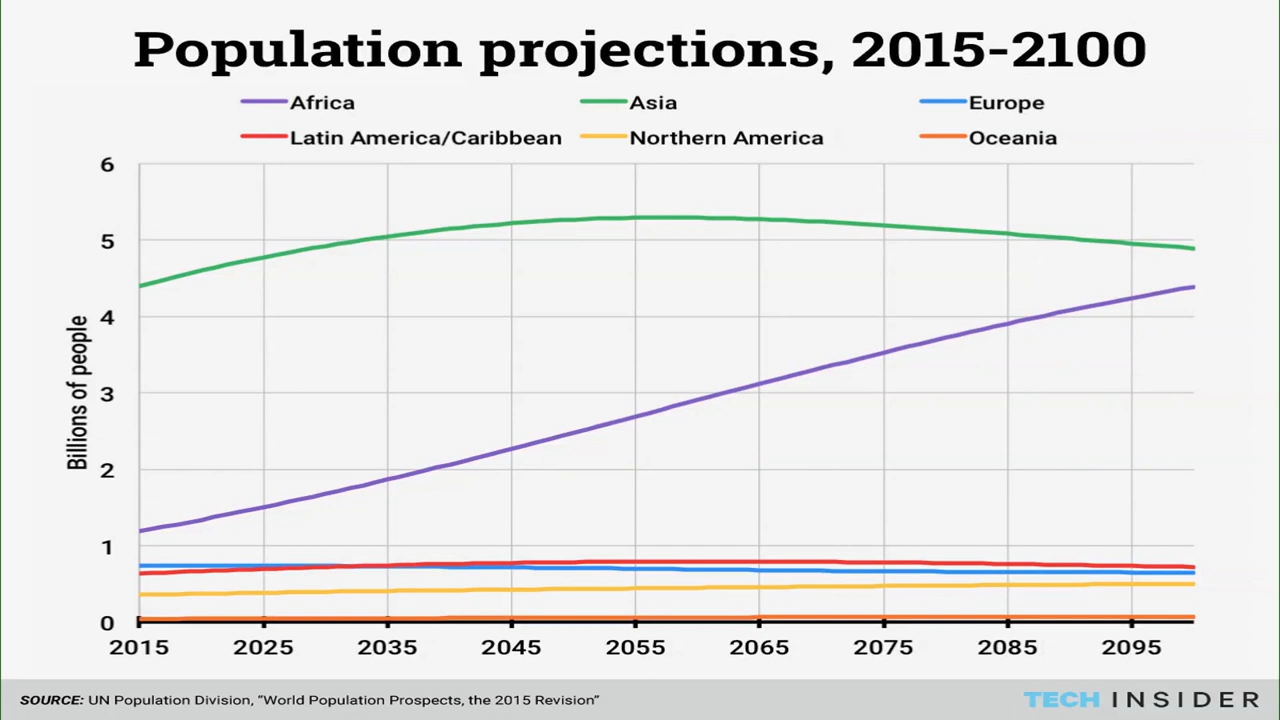 Population projections, 2015-2100
Africa Asia Europe
Latin America/Caribbean Northern America Oceania
Billions of people
6
5
4
3
2
1
0
2015 2025 2035 2045 2055 2065 2075 2085 2095
SOURCE: UN Population Division, “World Population Prospects, the 2015 Revision”
TECH INSIDER